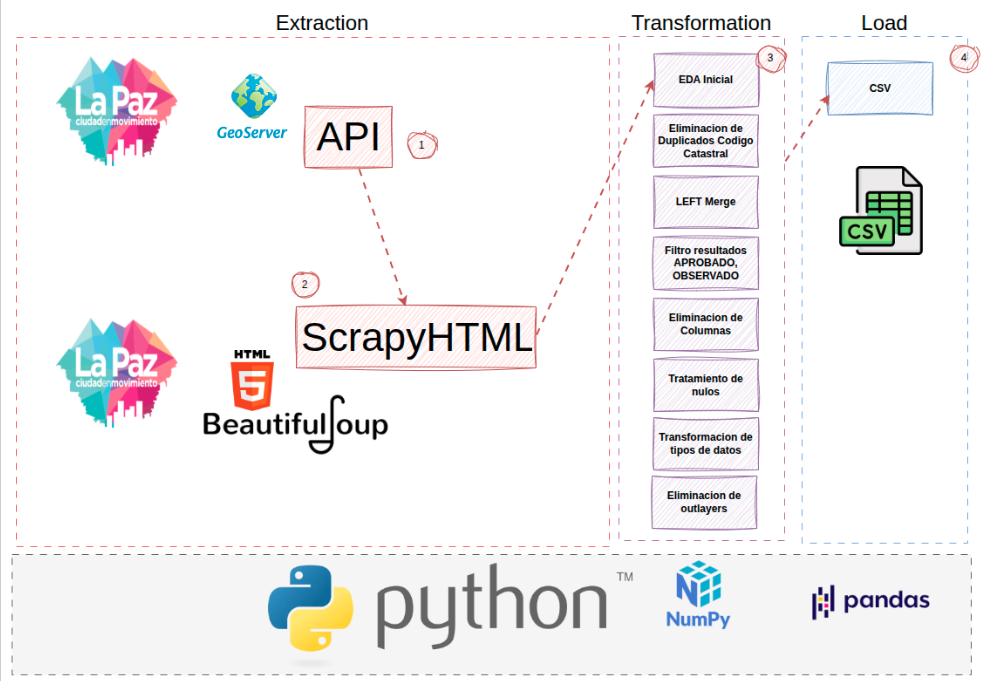 Extraction
Transformation
Load
La Paz
ciudadenmovimiento
GeoServer
API
1
2
ScrapyHTML
La Paz
ciudadenmovimiento
HTML
5
BeautifulSoup
3
EDA Inicial
Eliminacion de
Duplicados Codigo
Catastral
LEFT Merge
Filtro resultados
APROBADO,
OBSERVADO
Eliminacion de
Columnas
Tratamiento de
nulos
Transformacion de
tipos de datos
Eliminacion de
outlayers
4
CSV
CSV
python
TM
NumPy
pandas